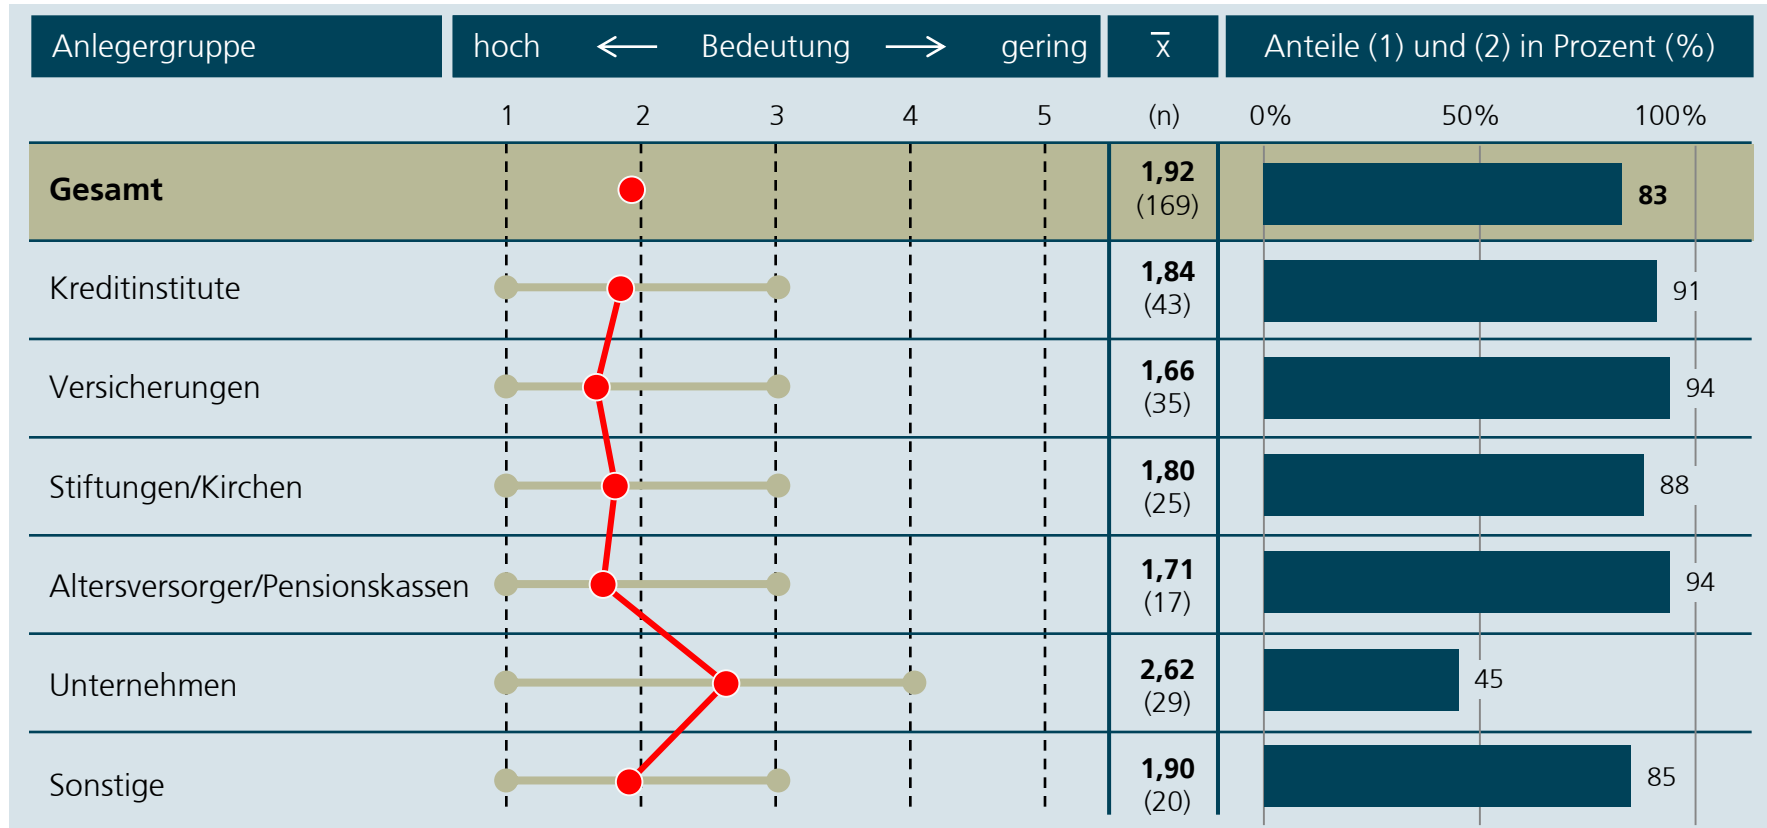 Anlegergruppe hoch ← Bedeutung → gering x̅ Anteile (1) und (2) in Prozent (%)
1 2 3 4 5 (n) 0% 50% 100%
Gesamt 1,92 83
(169)
Kreditinstitute 1,84 91
(43)
Versicherungen 1,66 94
(35)
Stiftungen/Kirchen 1,80 88
(25)
Altersversorger/Pensionskassen 1,71 94
(17)
Unternehmen 2,62 45
(29)
Sonstige 1,90 85
(20)